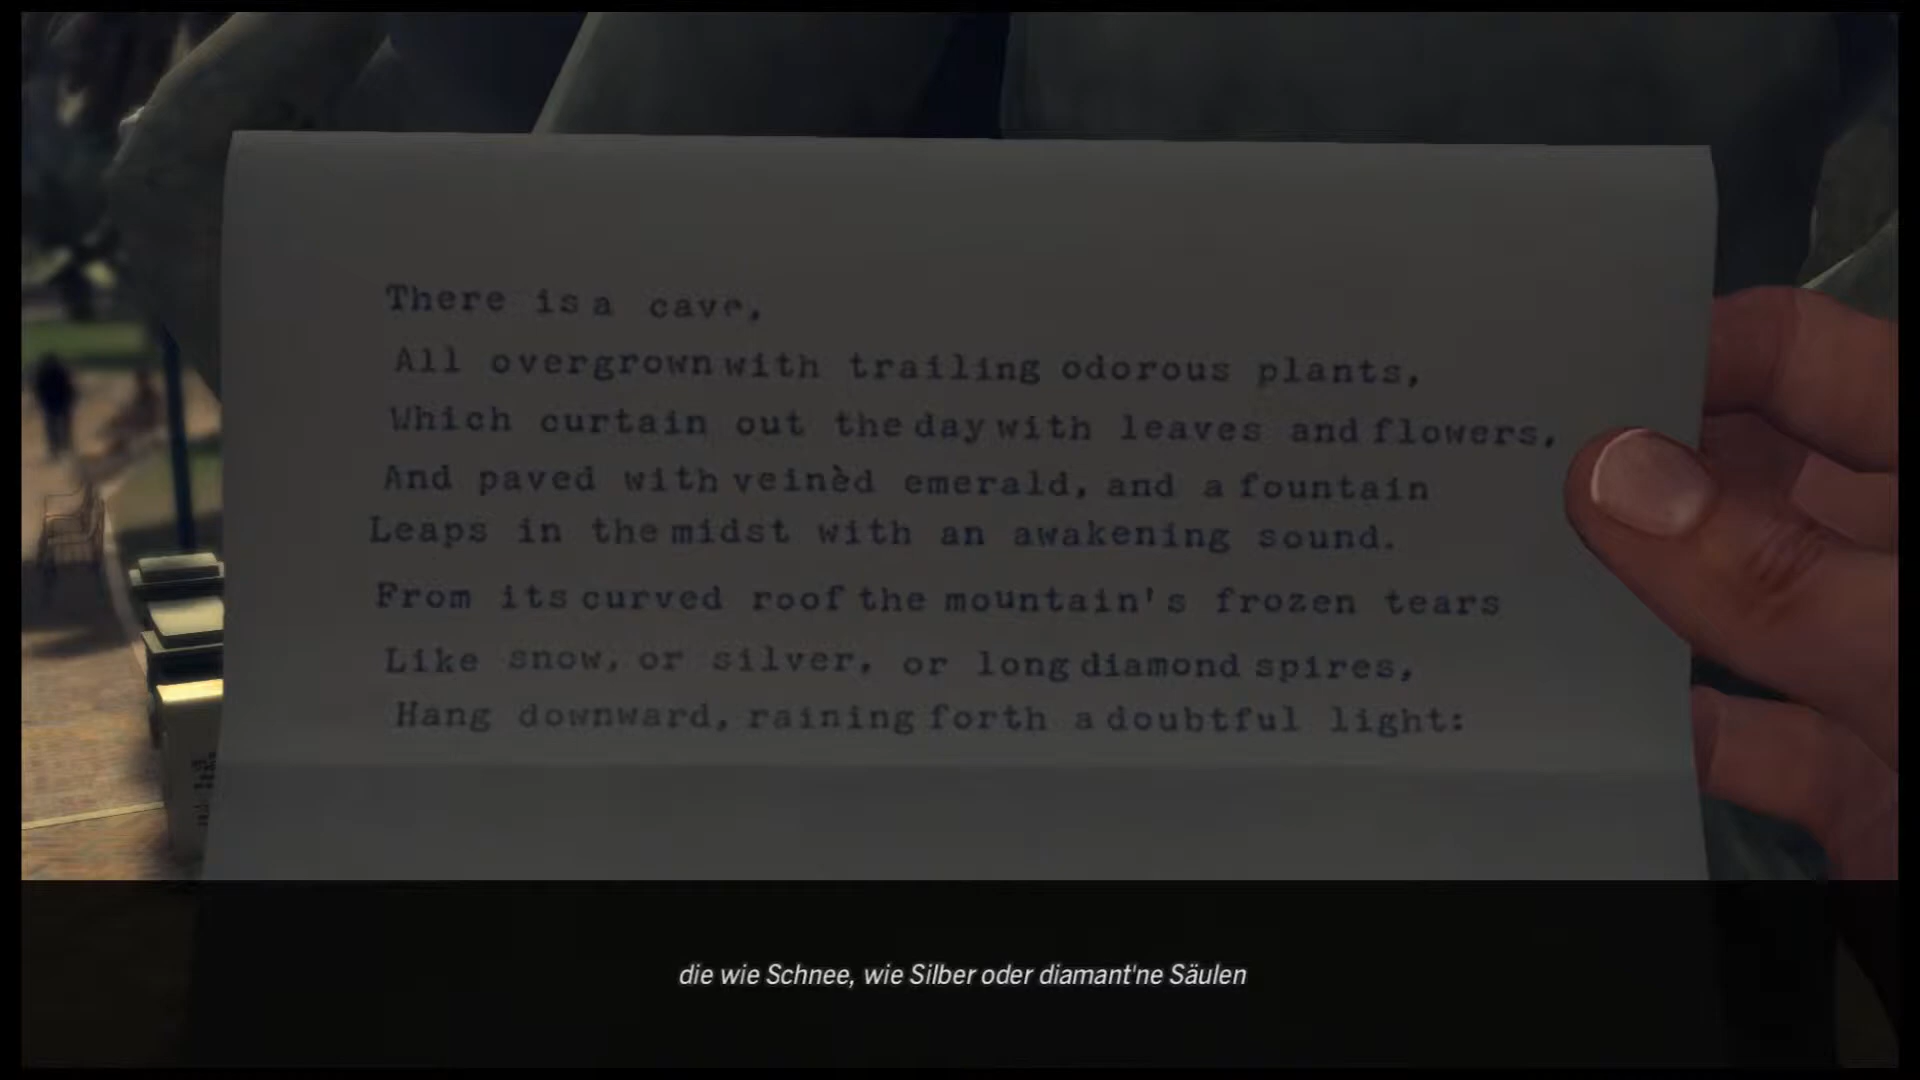 There is a cave,
All overgrown with trailing odorous plants,
Which curtain out the day with leaves and flowers,
And paved with veinèd emerald, and a fountain
Leaps in the midst with an awakening sound.
From its curved roof the mountain's frozen tears
Like snow, or silver, or long diamond spires,
Hang downward, raining forth a doubtful light:
die wie Schnee, wie Silber oder diamant'ne Säulen